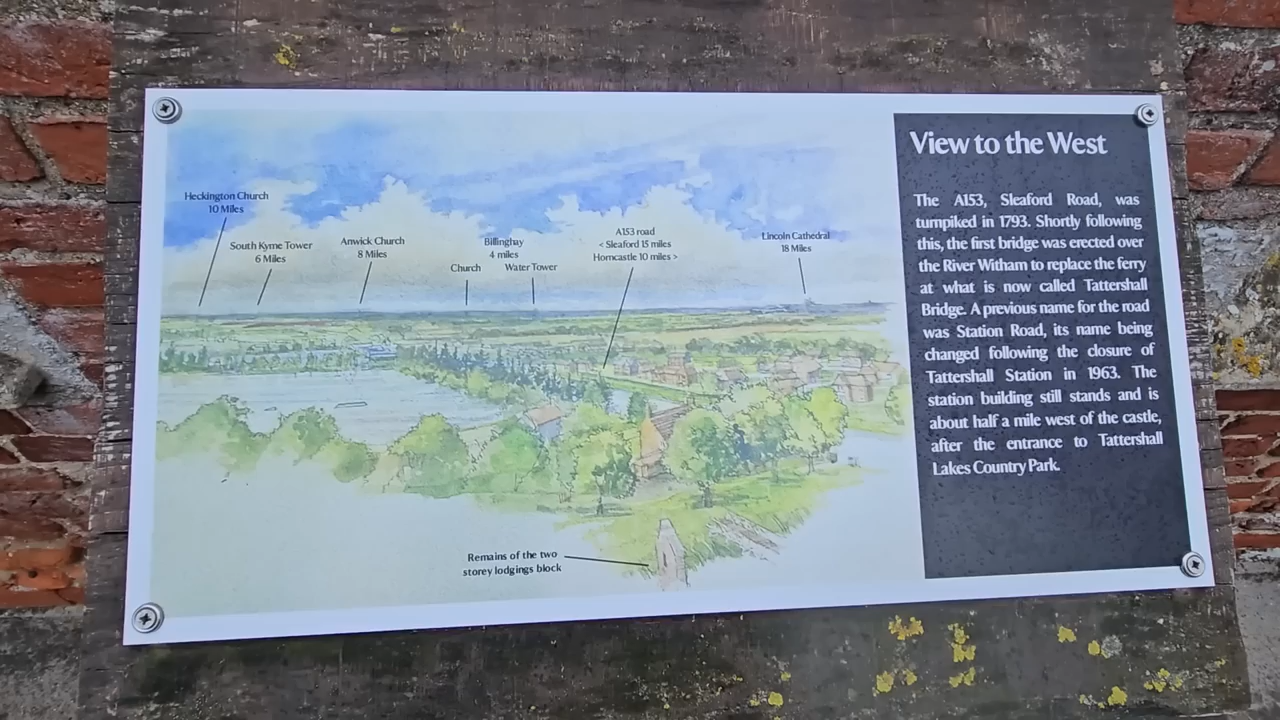 View to the West
The A153, Sleaford Road, was
turnpiked in 1793. Shortly following
this, the first bridge was erected over
the River Witham to replace the ferry
at what is now called Tattershall
Bridge. A previous name for the road
was Station Road, its name being
changed following the closure of
Tattershall Station in 1963. The
station building still stands and is
about half a mile west of the castle,
after the entrance to Tattershall
Lakes Country Park.
Heckington Church
10 Miles
South Kyme Tower
6 Miles
Anwick Church
8 Miles
Billinghay
4 miles
Church
Water Tower
A153 road
< Sleaford 15 miles
Horncastle 10 miles >
Lincoln Cathedral
18 Miles
Remains of the two
storey lodgings block